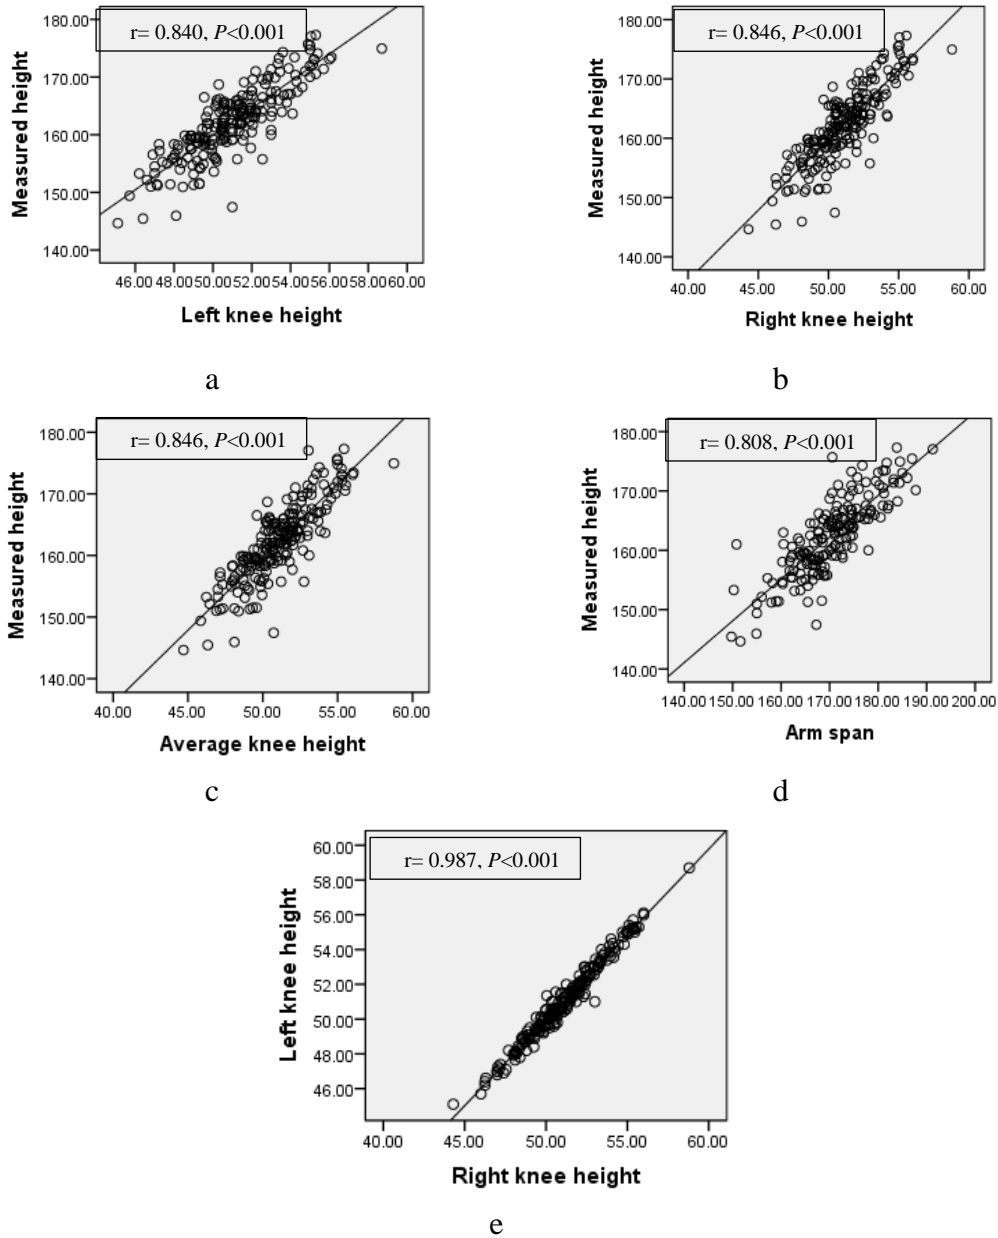 r= 0.840, P<0.001
180.00
170.00
160.00
150.00
140.00
Measured height
46.00 48.00 50.00 52.00 54.00 56.00 58.00 60.00
Left knee height
a
r= 0.846, P<0.001
180.00
170.00
160.00
150.00
140.00
Measured height
40.00 45.00 50.00 55.00 60.00
Right knee height
b
r= 0.846, P<0.001
180.00
170.00
160.00
150.00
140.00
Measured height
40.00 45.00 50.00 55.00 60.00
Average knee height
c
r= 0.808, P<0.001
180.00
170.00
160.00
150.00
140.00
Measured height
140.00 150.00 160.00 170.00 180.00 190.00 200.00
Arm span
d
r= 0.987, P<0.001
60.00
58.00
56.00
54.00
52.00
50.00
48.00
46.00
Left knee height
40.00 45.00 50.00 55.00 60.00
Right knee height
e